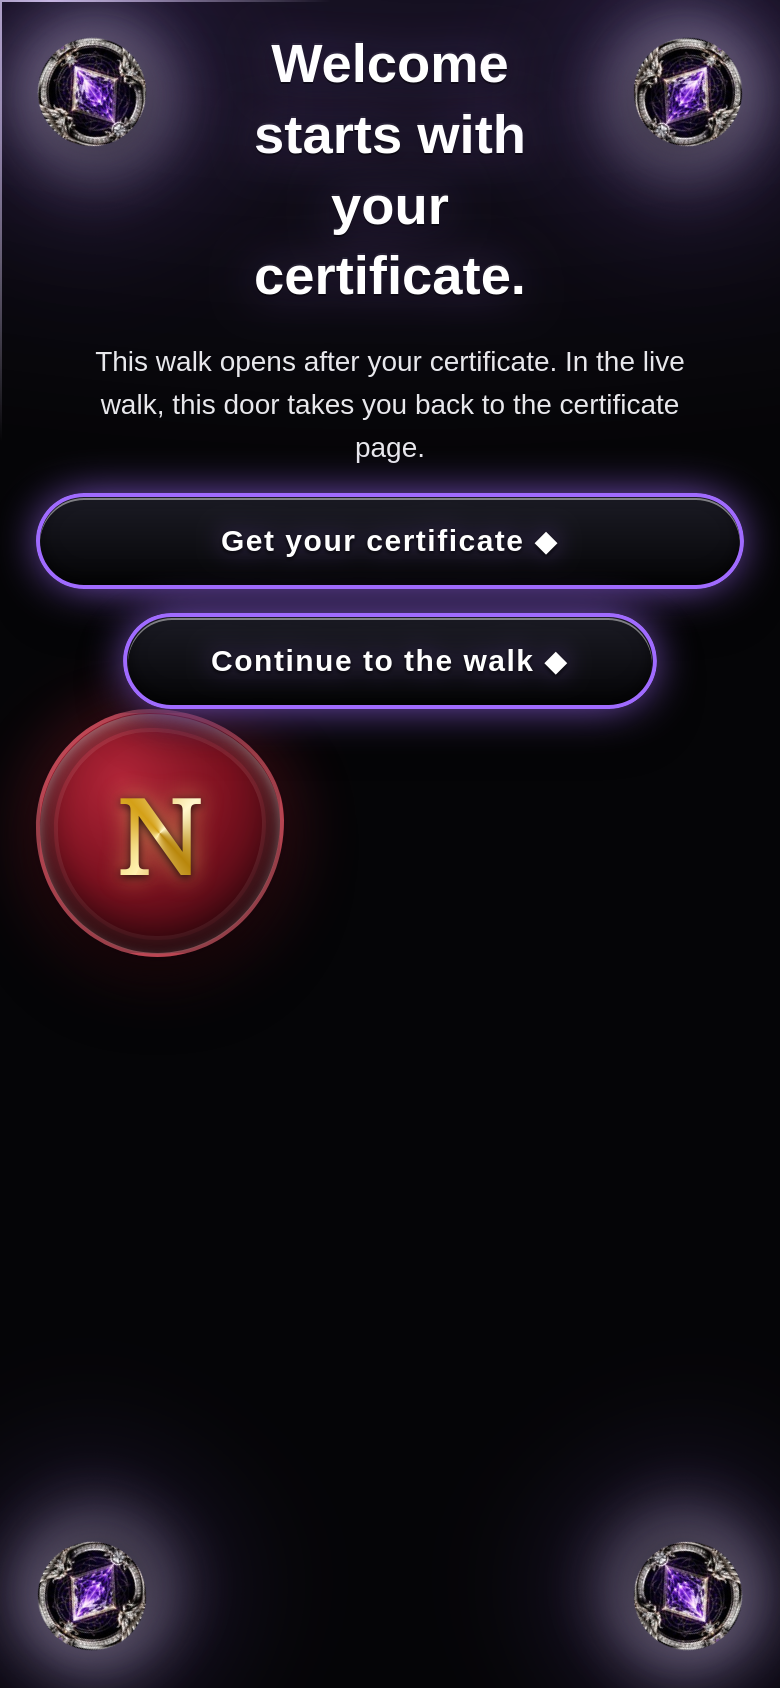 Welcome
starts with
your
certificate.
This walk opens after your certificate. In the live
walk, this door takes you back to the certificate
page.
Get your certificate ◆
Continue to the walk ◆
N